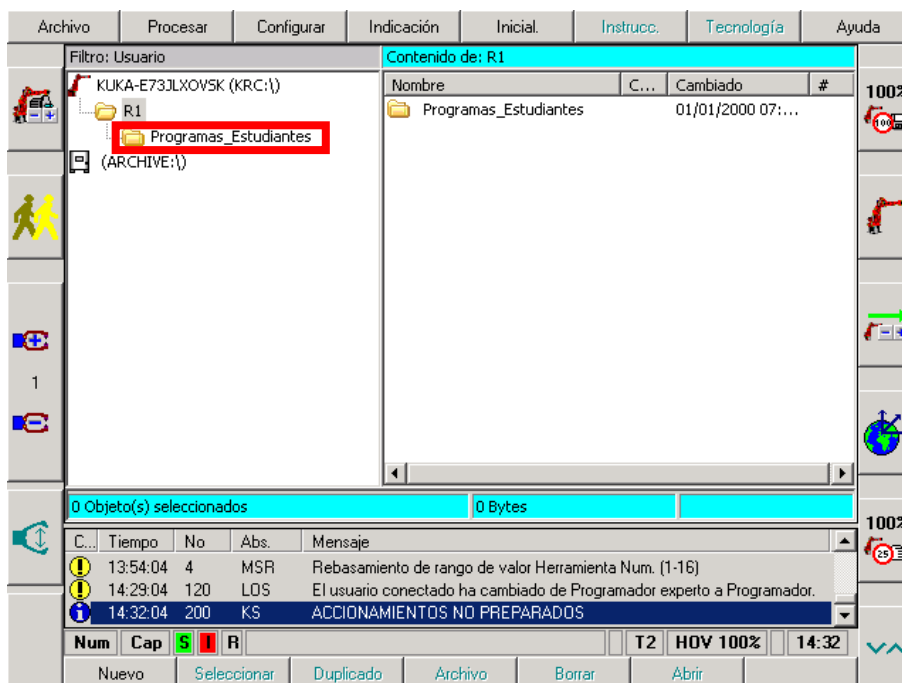 Archivo Procesar Configurar Indicación Inicial. Instrucc. Tecnología Ayuda
Filtro: Usuario Contenido de: R1
KUKA-E73JLXOV5K (KRC:\) Nombre C... Cambiado #
R1 Programas_Estudiantes 01/01/2000 07:...
Programas_Estudiantes
(ARCHIVE:\)
100%
100
1
0 Objeto(s) seleccionados 0 Bytes
100%
25
C... Tiempo No Abs. Mensaje
13:54:04 4 MSR Rebasamiento de rango de valor Herramienta Num. (1-16)
14:29:04 120 LOS El usuario conectado ha cambiado de Programador experto a Programador.
14:32:04 200 KS ACCIONAMIENTOS NO PREPARADOS
Num Cap S I R T2 HOV 100% 14:32
Nuevo Seleccionar Duplicado Archivo Borrar Abrir